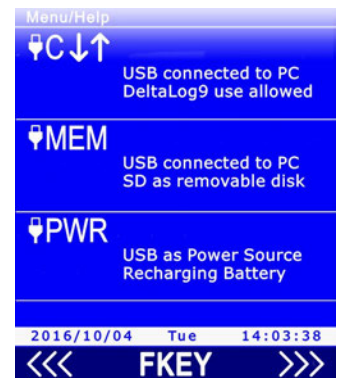 Menu/Help
C↓↑
USB connected to PC
DeltaLog9 use allowed
MEM
USB connected to PC
SD as removable disk
PWR
USB as Power Source
Recharging Battery
2016/10/04 Tue 14:03:38
<<< FKEY >>>